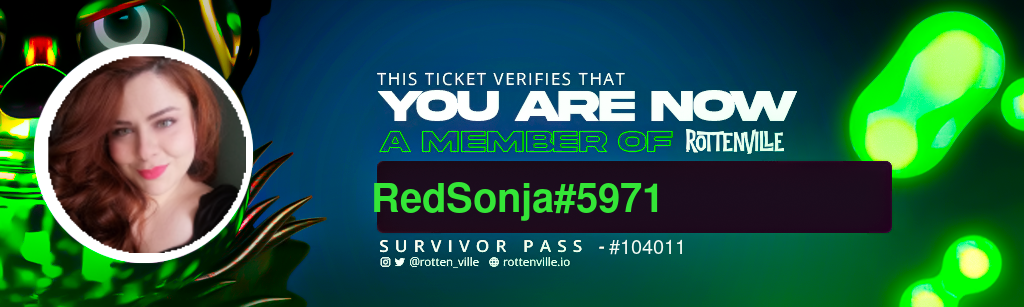 THIS TICKET VERIFIES THAT
YOU ARE NOW
A MEMBER OF ROTTENVILLE
RedSonja#5971
SURVIVOR PASS - #104011
@rotten_ville rottenville.io